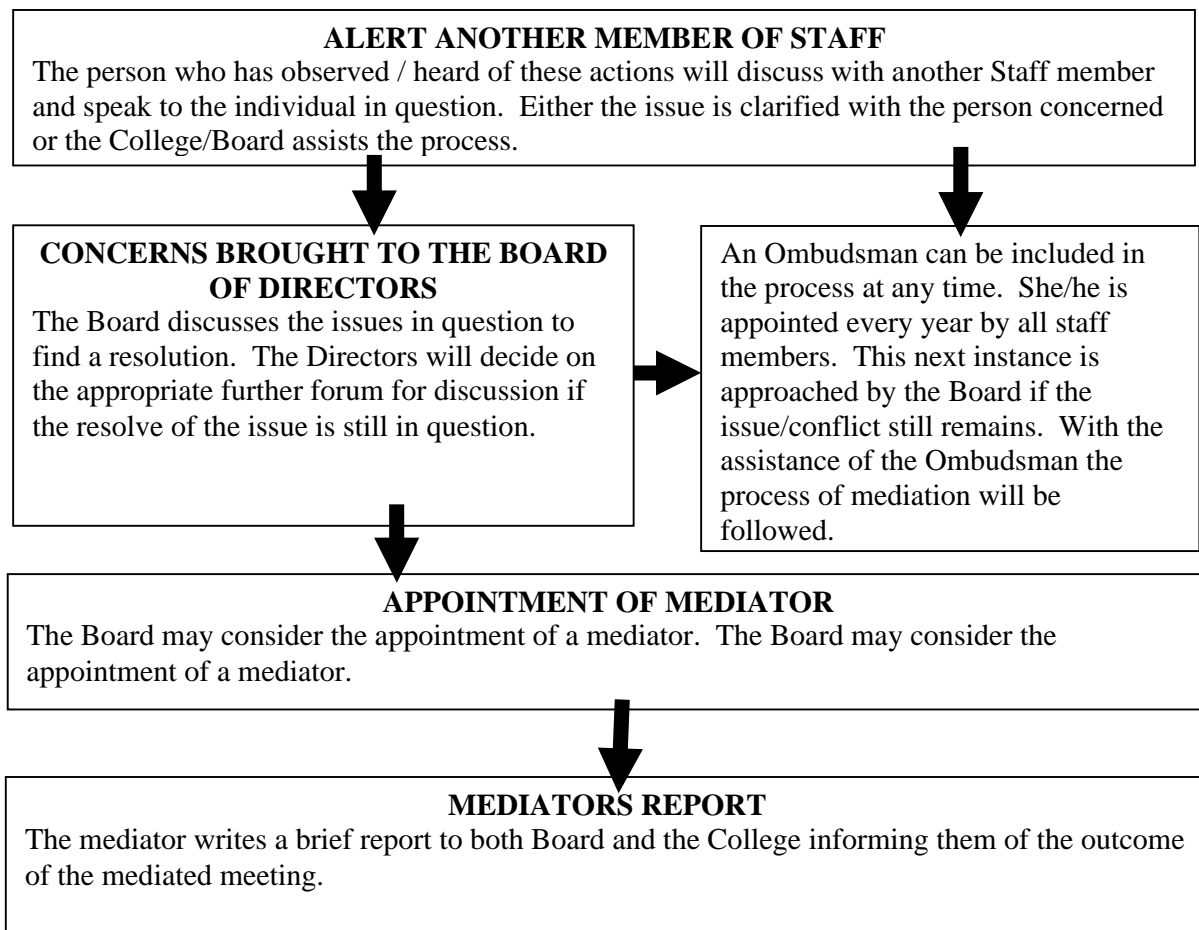 ALERT ANOTHER MEMBER OF STAFF
The person who has observed / heard of these actions will discuss with another Staff member
and speak to the individual in question.  Either the issue is clarified with the person concerned
or the College/Board assists the process.
CONCERNS BROUGHT TO THE BOARD
OF DIRECTORS
The Board discusses the issues in question to
find a resolution.  The Directors will decide on
the appropriate further forum for discussion if
the resolve of the issue is still in question.
An Ombudsman can be included in
the process at any time.  She/he is
appointed every year by all staff
members.  This next instance is
approached by the Board if the
issue/conflict still remains.  With the
assistance of the Ombudsman the
process of mediation will be
followed.
APPOINTMENT OF MEDIATOR
The Board may consider the appointment of a mediator.  The Board may consider the
appointment of a mediator.
MEDIATORS REPORT
The mediator writes a brief report to both Board and the College informing them of the outcome
of the mediated meeting.